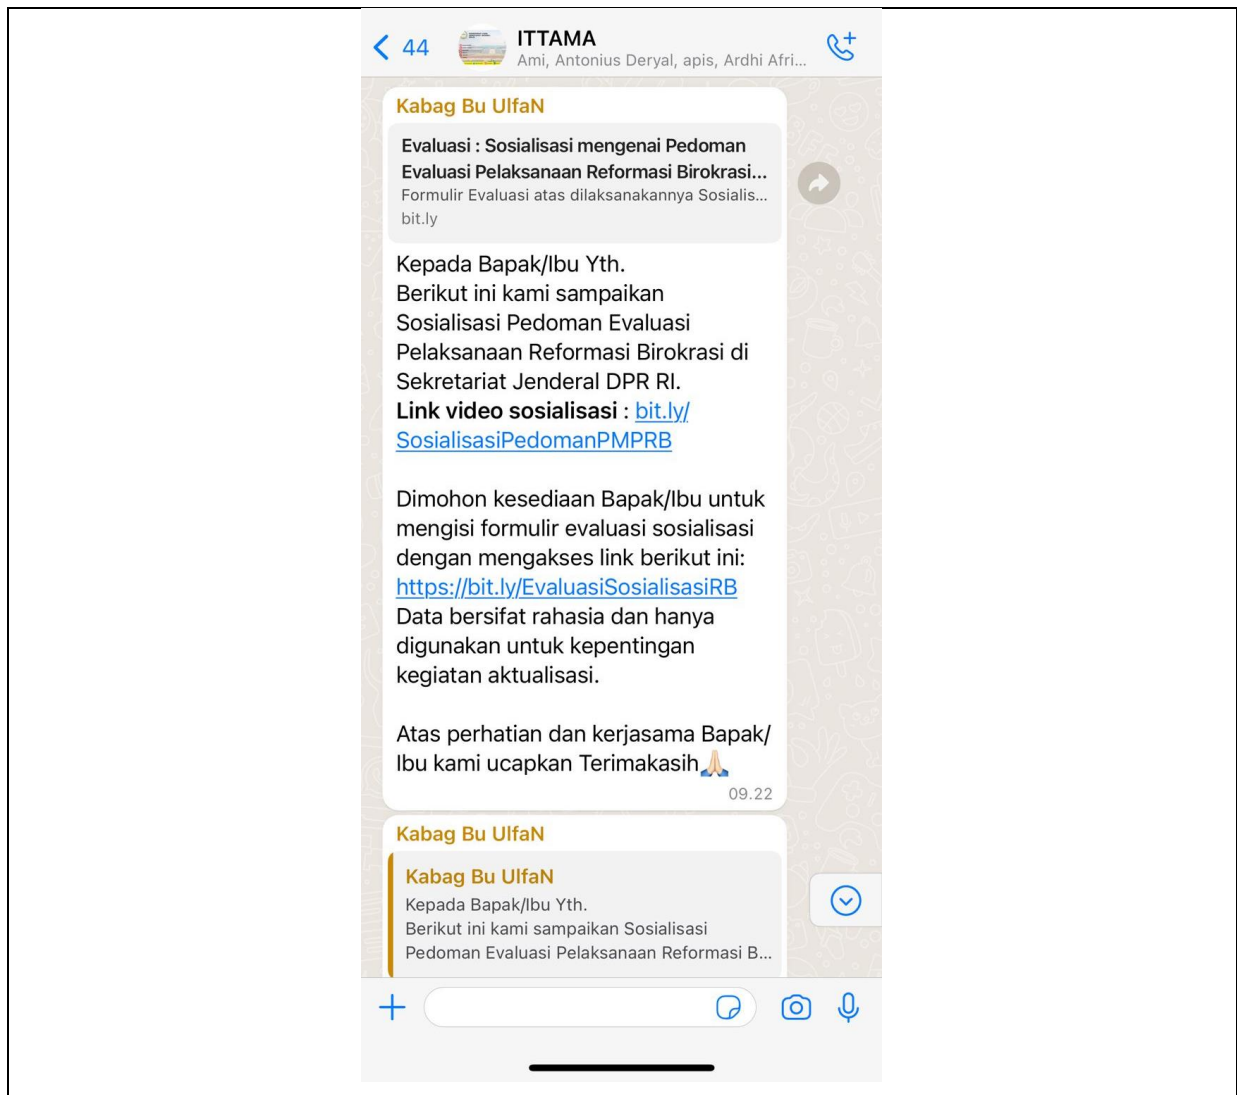 44
ITTAMA
Ami, Antonius Deryal, apis, Ardhi Afri...
Kabag Bu UlfaN
Evaluasi : Sosialisasi mengenai Pedoman
Evaluasi Pelaksanaan Reformasi Birokrasi...
Formulir Evaluasi atas dilaksanakannya Sosialis...
bit.ly
Kepada Bapak/Ibu Yth.
Berikut ini kami sampaikan
Sosialisasi Pedoman Evaluasi
Pelaksanaan Reformasi Birokrasi di
Sekretariat Jenderal DPR RI.
Link video sosialisasi : bit.ly/
SosialisasiPedomanPMPRB
Dimohon kesediaan Bapak/Ibu untuk
mengisi formulir evaluasi sosialisasi
dengan mengakses link berikut ini:
https://bit.ly/EvaluasiSosialisasiRB
Data bersifat rahasia dan hanya
digunakan untuk kepentingan
kegiatan aktualisasi.
Atas perhatian dan kerjasama Bapak/
Ibu kami ucapkan Terimakasih🙏🏻
09.22
Kabag Bu UlfaN
Kabag Bu UlfaN
Kepada Bapak/Ibu Yth.
Berikut ini kami sampaikan Sosialisasi
Pedoman Evaluasi Pelaksanaan Reformasi B...